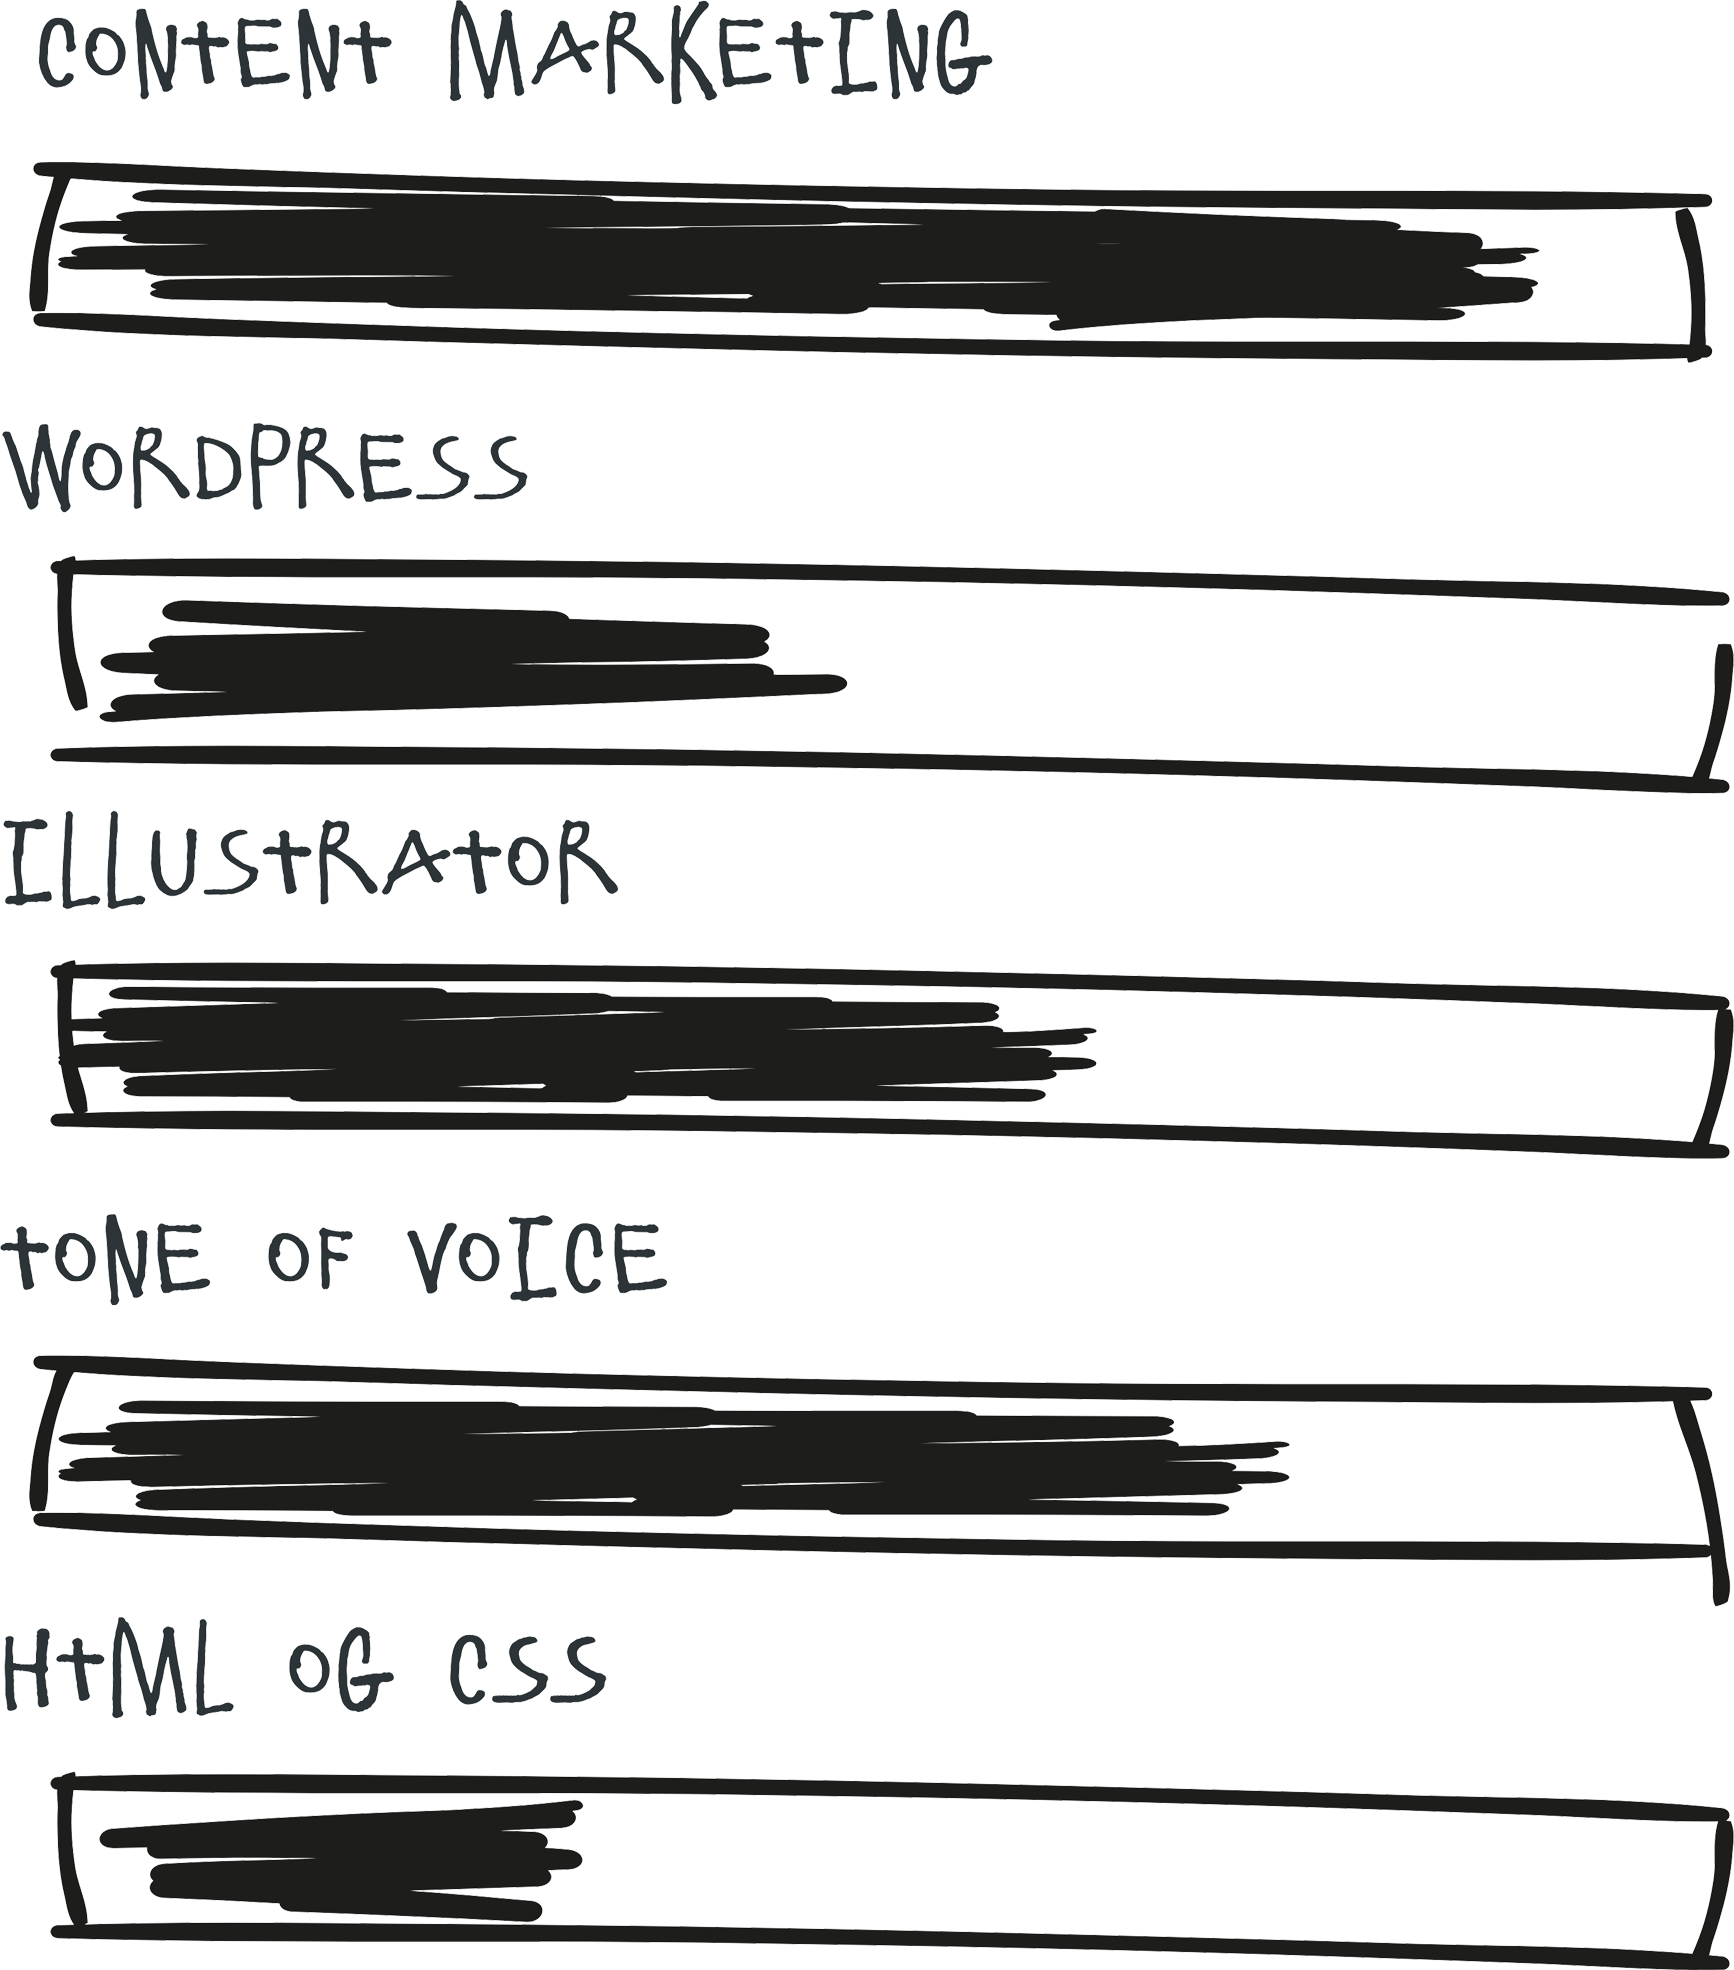 CONTENT MARKETING
WORDPRESS
ILLUSTRATOR
TONE OF VOICE
HTML OG CSS